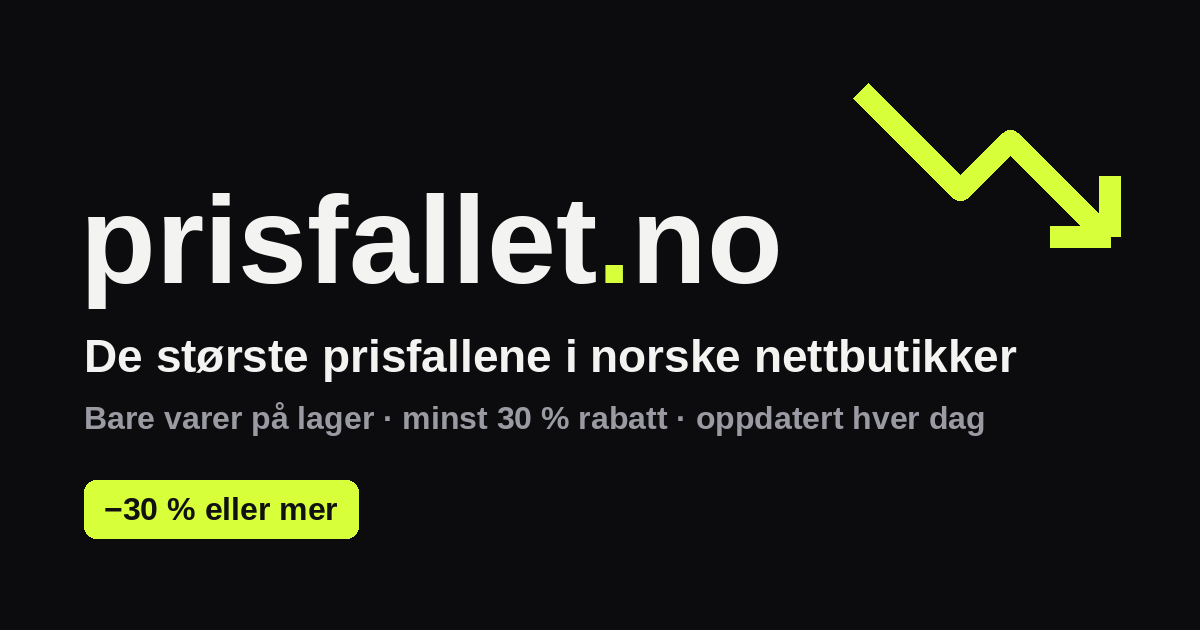 prisfallet.no
De største prisfallene i norske nettbutikker
Bare varer på lager · minst 30 % rabatt · oppdatert hver dag
−30 % eller mer